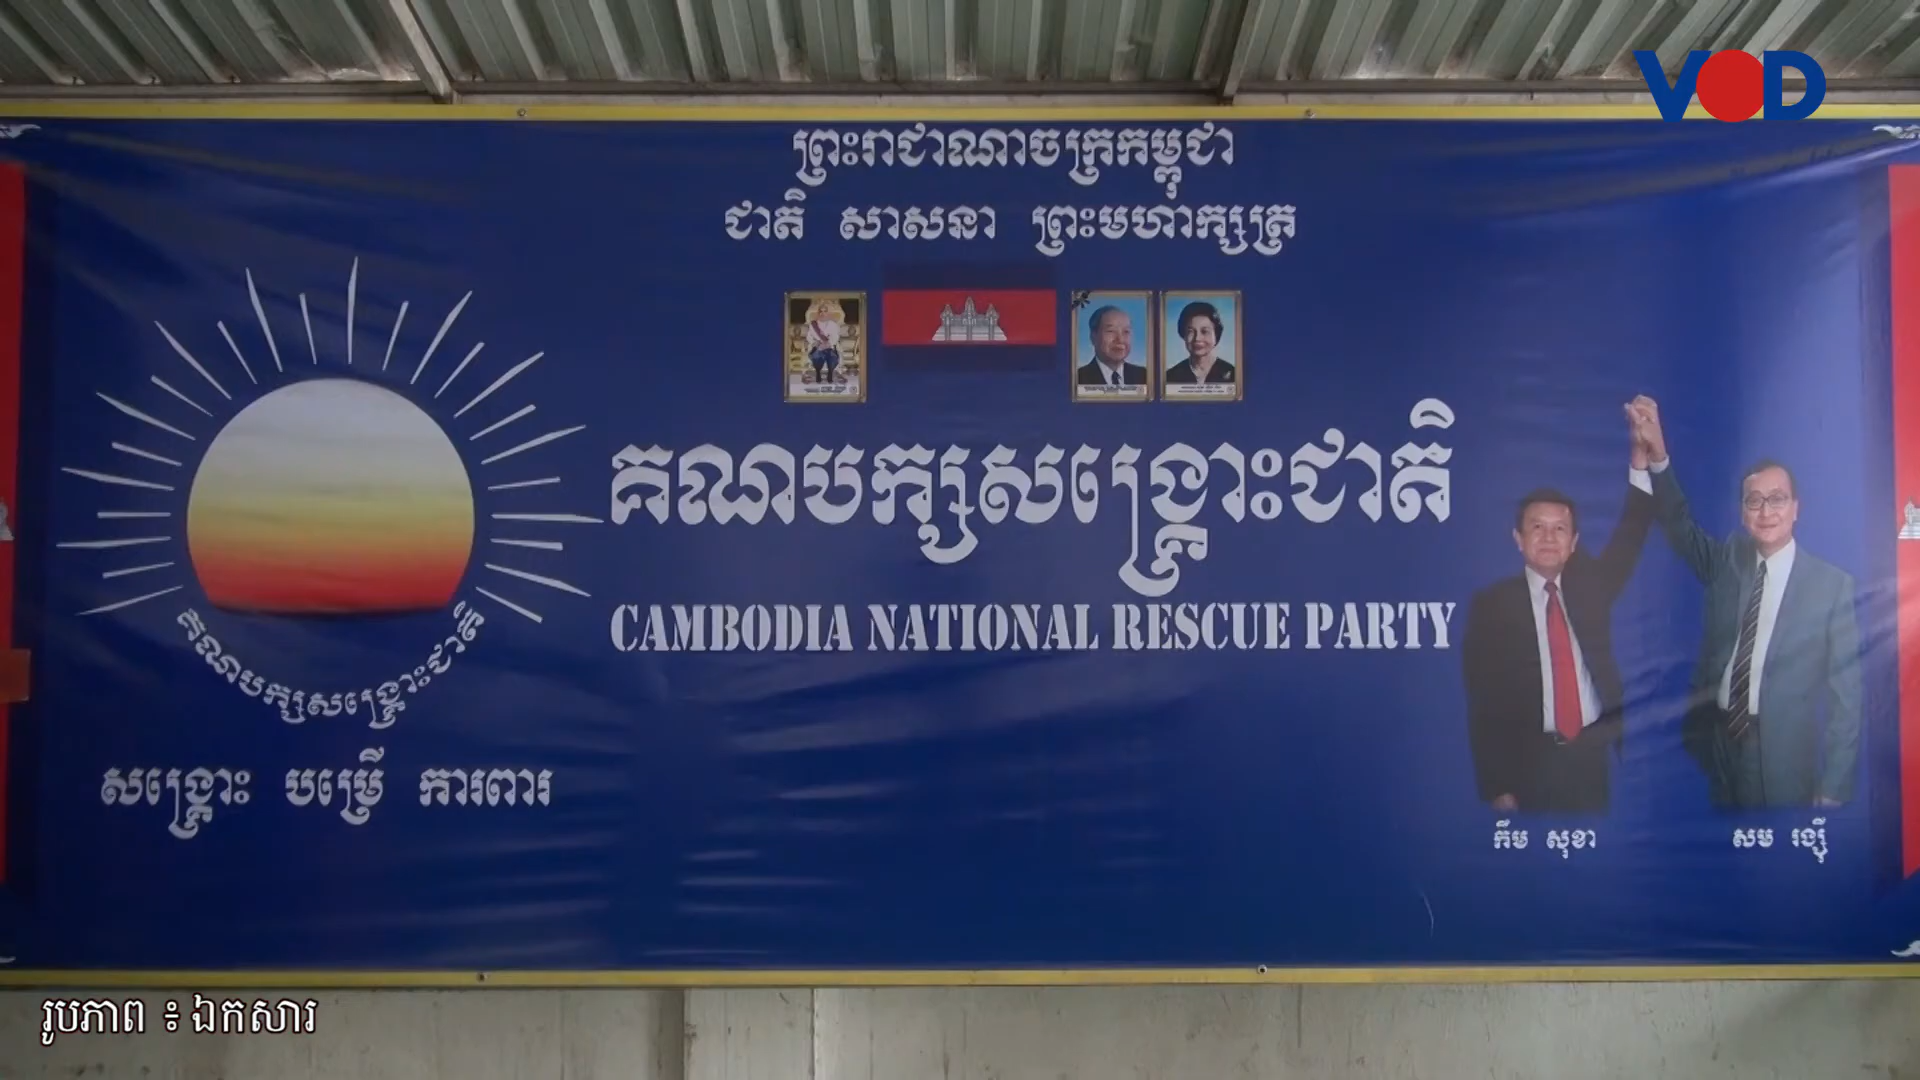 VOD
ព្រះរាជាណាចក្រកម្ពុជា
ជាតិ សាសនា ព្រះមហាក្សត្រ
គណបក្សសង្គ្រោះជាតិ
CAMBODIA NATIONAL RESCUE PARTY
គណបក្សសង្គ្រោះជាតិ
សង្គ្រោះ បម្រើ ការពារ
កឹម សុខា
សម រង្ស៊ី
រូបភាព ៖ ឯកសារ